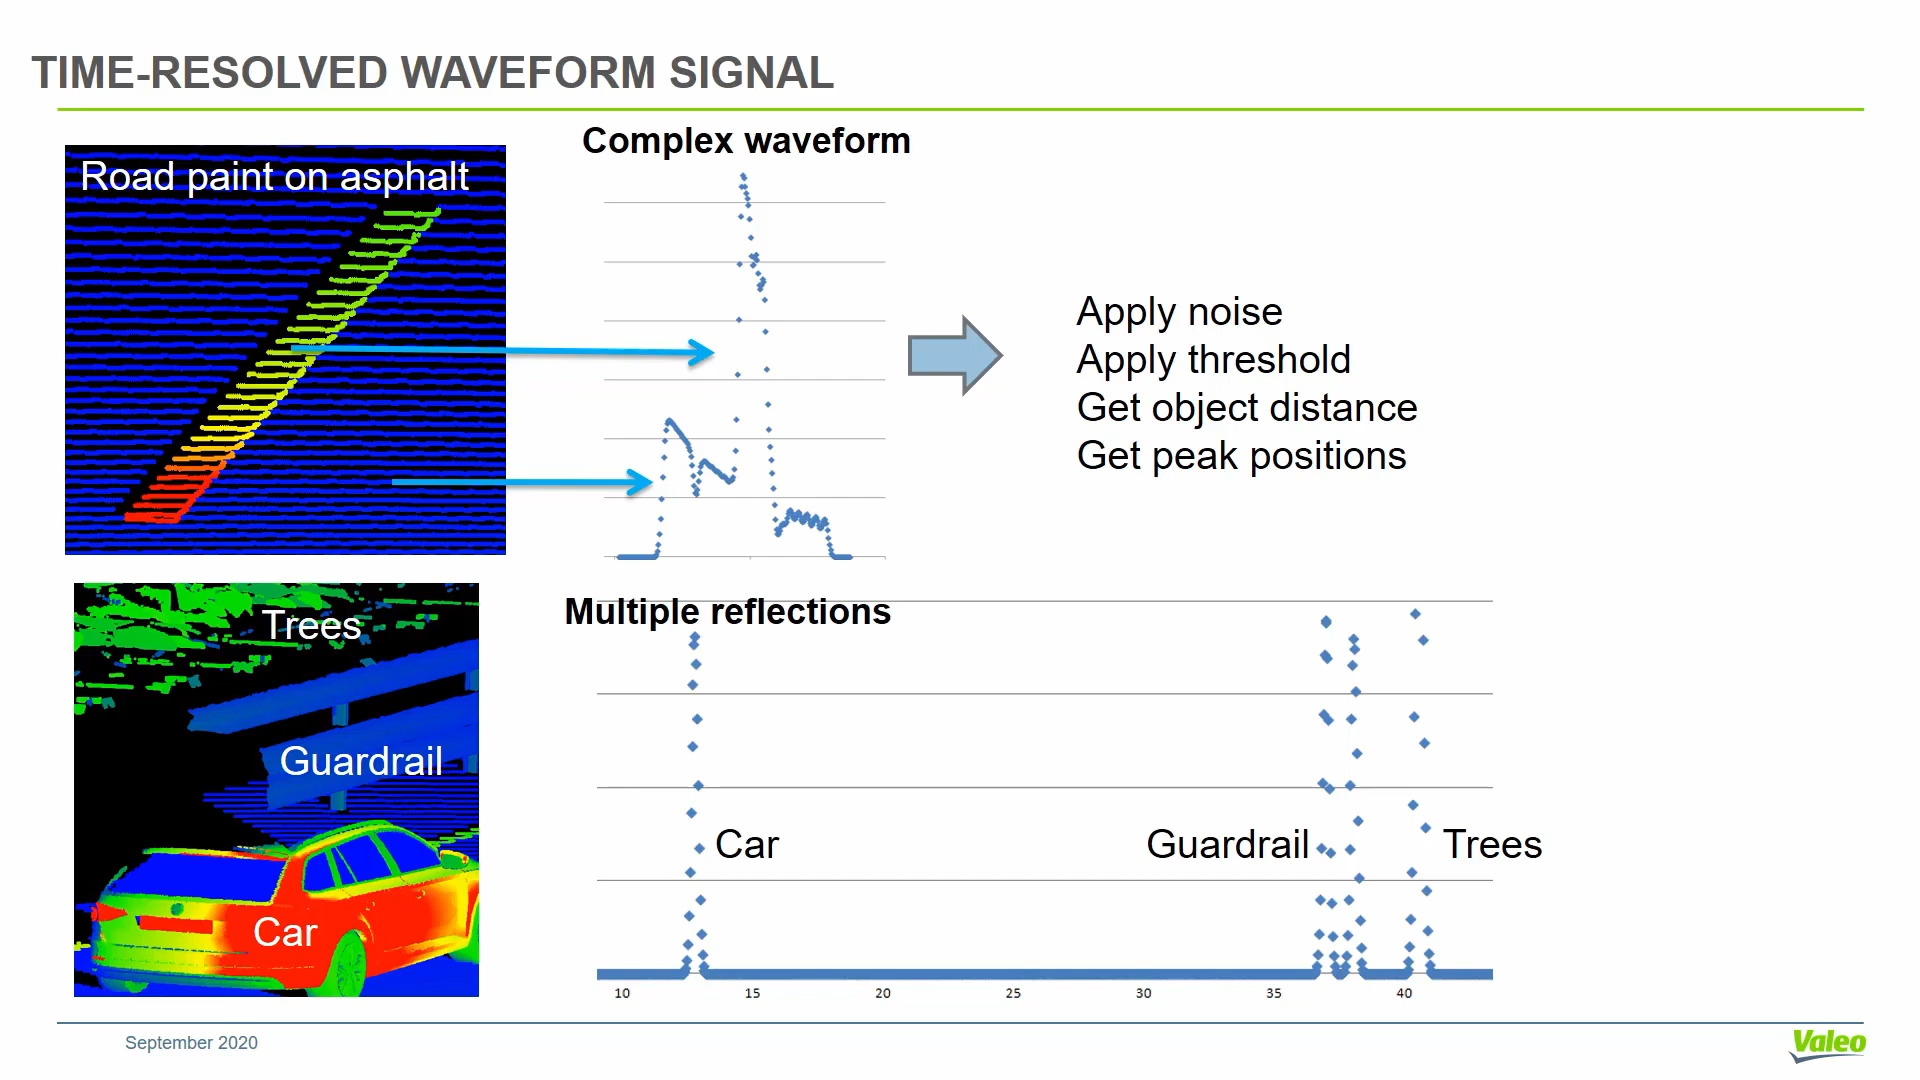 TIME-RESOLVED WAVEFORM SIGNAL
Road paint on asphalt
Complex waveform
Apply noise
Apply threshold
Get object distance
Get peak positions
Trees
Guardrail
Car
Multiple reflections
Car
Guardrail
Trees
10 15 20 25 30 35 40
September 2020
Valeo